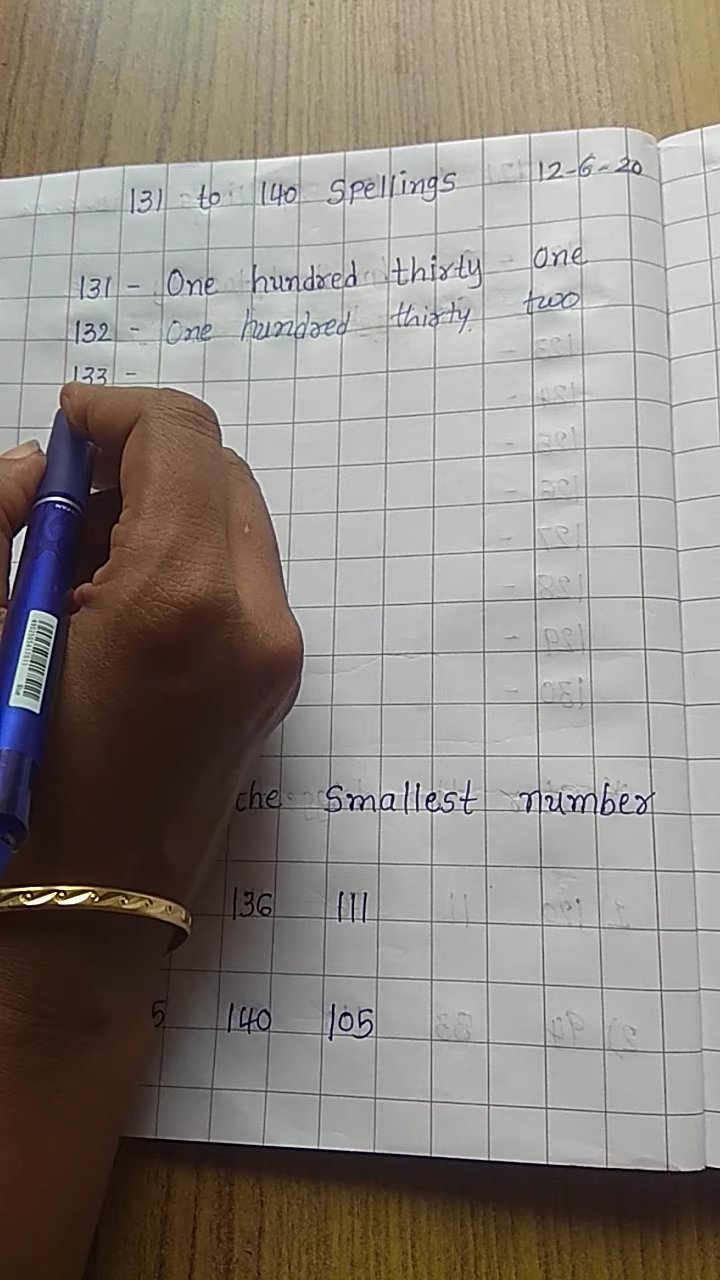 131 to 140 Spellings 12-6-20
131 - One hundred thirty one
132 - One hundred thirty two
133 -
the Smallest number
136 111
5 140 105